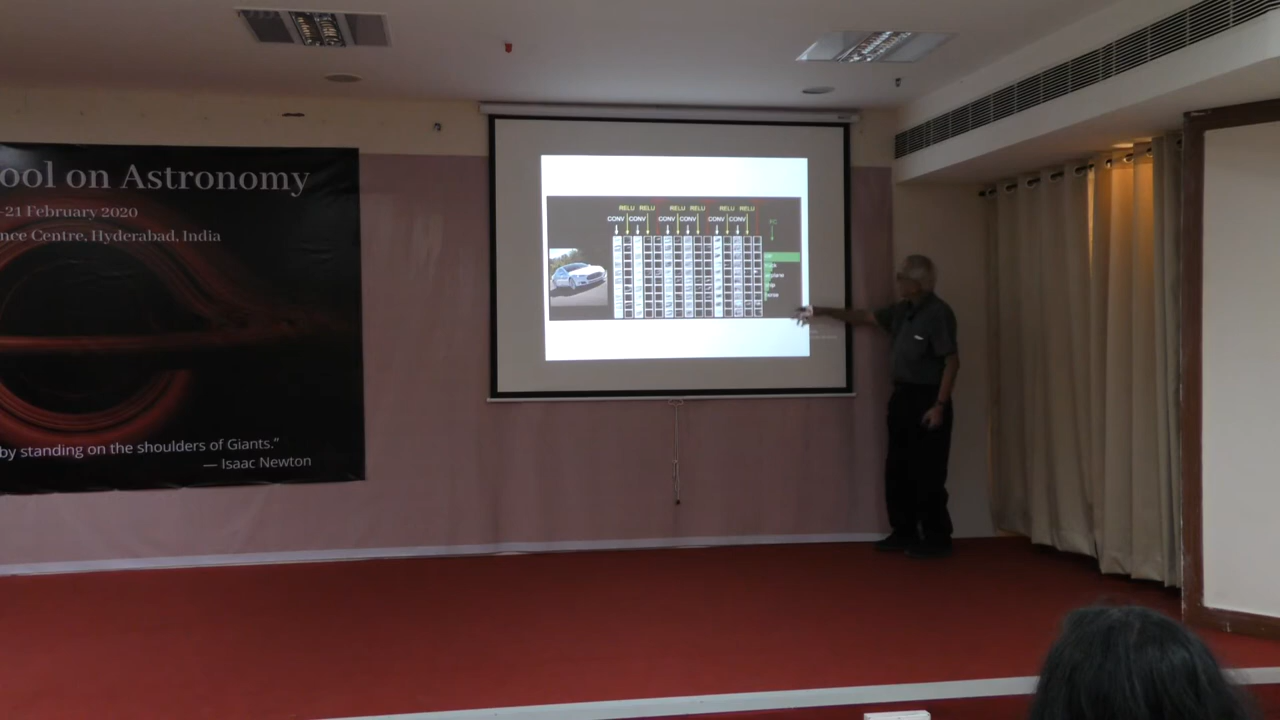 ool on Astronomy
-21 February 2020
nce Centre, Hyderabad, India
by standing on the shoulders of Giants.”
— Isaac Newton
RELU RELU RELU RELU RELU RELU
CONV CONV CONV CONV CONV CONV
FC